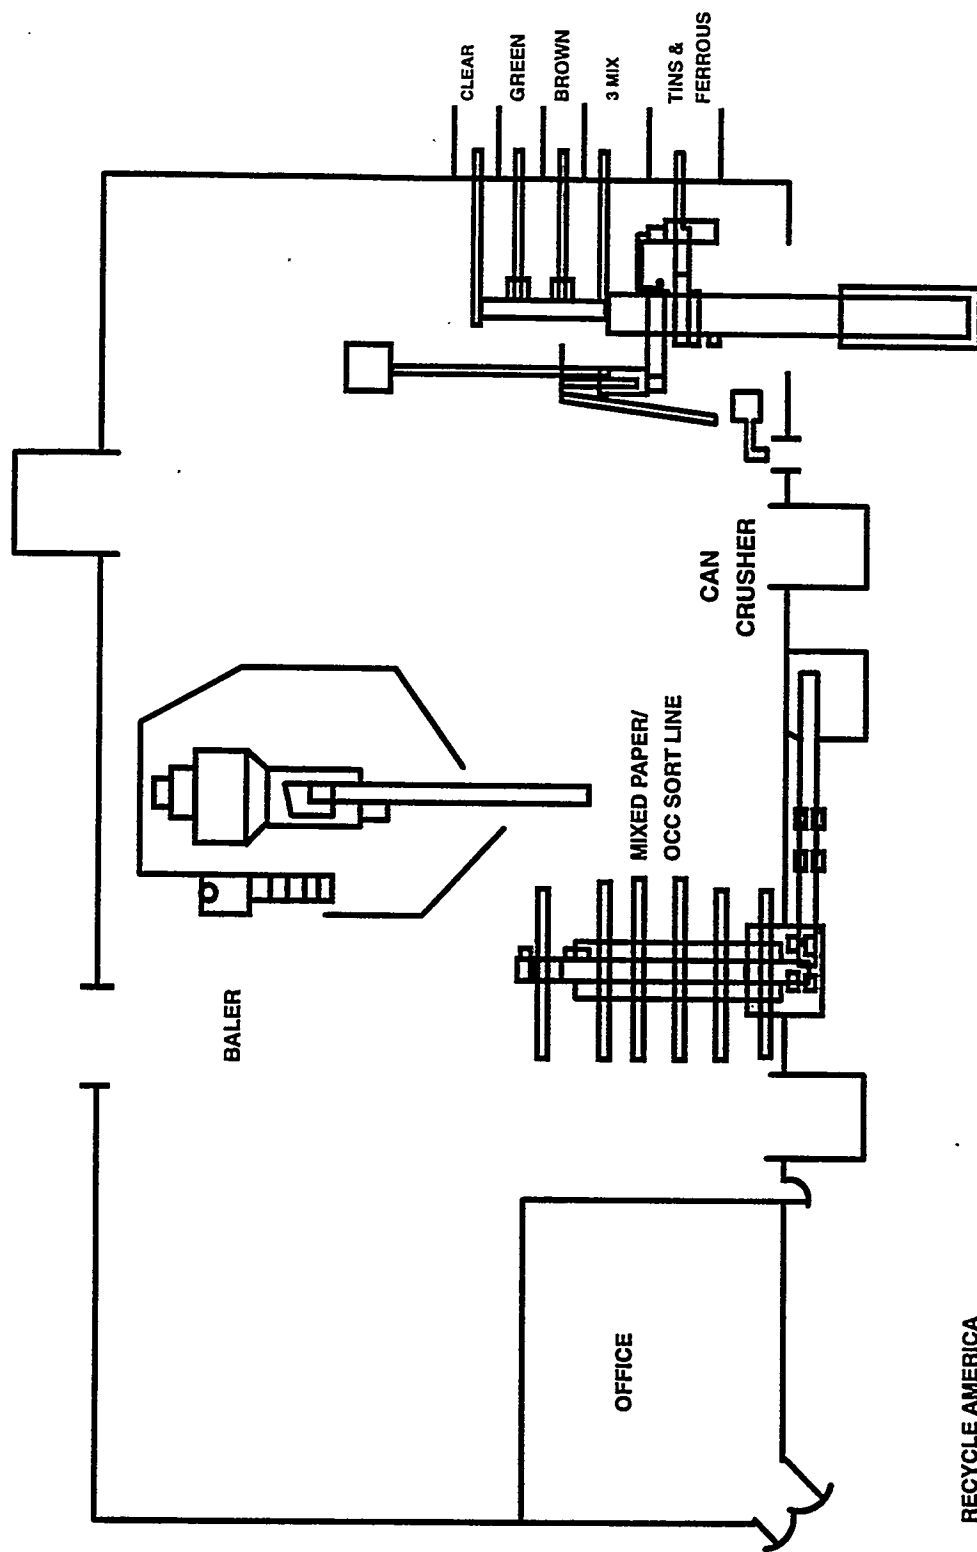 CLEAR
GREEN
BROWN
3 MIX
TINS &
FERROUS
CAN
CRUSHER
MIXED PAPER/
OCC SORT LINE
BALER
OFFICE
RECYCLE AMERICA